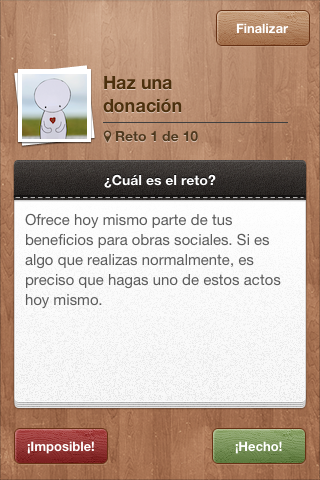 Finalizar
Haz una
donación
Reto 1 de 10
¿Cuál es el reto?
Ofrece hoy mismo parte de tus
beneficios para obras sociales. Si es
algo que realizas normalmente, es
preciso que hagas uno de estos actos
hoy mismo.
¡Imposible!
¡Hecho!